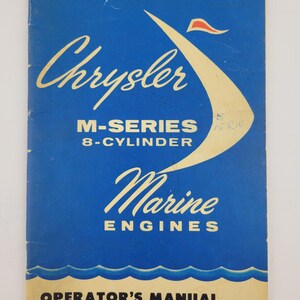 Chrysler
M-SERIES
8-CYLINDER
Marine
ENGINES
OPERATOR'S MANUAL